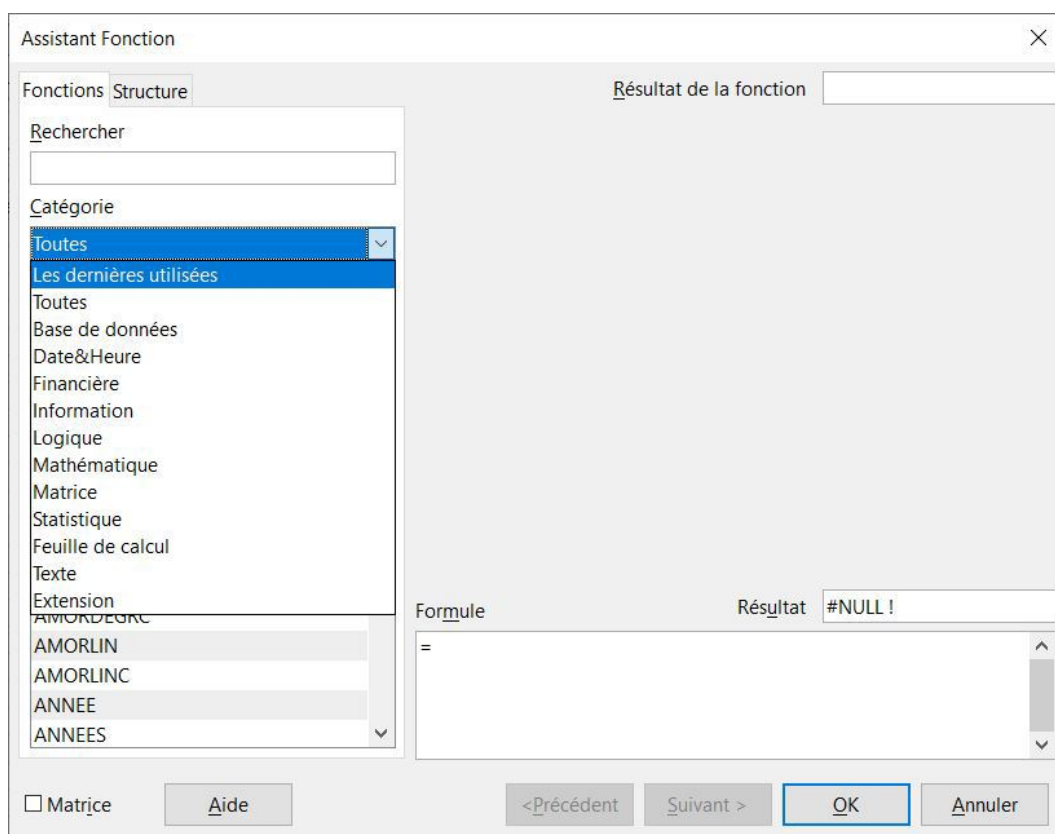 Assistant Fonction
Fonctions Structure
Résultat de la fonction
Rechercher
Catégorie
Toutes
Les dernières utilisées
Toutes
Base de données
Date&Heure
Financière
Information
Logique
Mathématique
Matrice
Statistique
Feuille de calcul
Texte
Extension
AMORDEGRC
AMORLIN
AMORLINC
ANNEE
ANNEES
Formule
Résultat #NULL !
=
Matrice
Aide
<Précédent
Suivant >
OK
Annuler